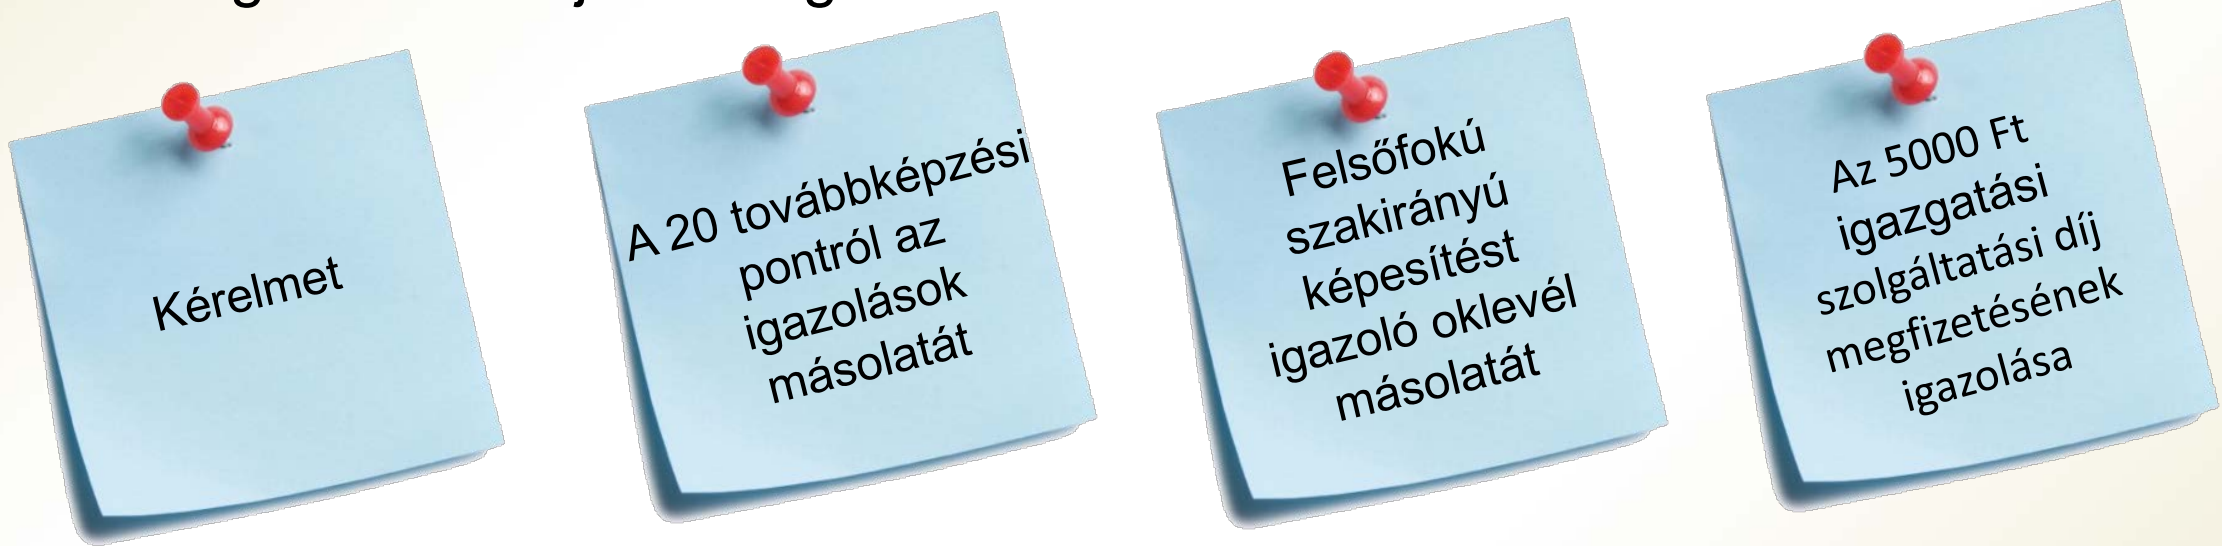 Kérelmet
A 20 továbbképzési
pontról az
igazolások
másolatát
Felsőfokú
szakirányú
képesítést
igazoló oklevél
másolatát
Az 5000 Ft
igazgatási
szolgáltatási díj
megfizetésének
igazolása